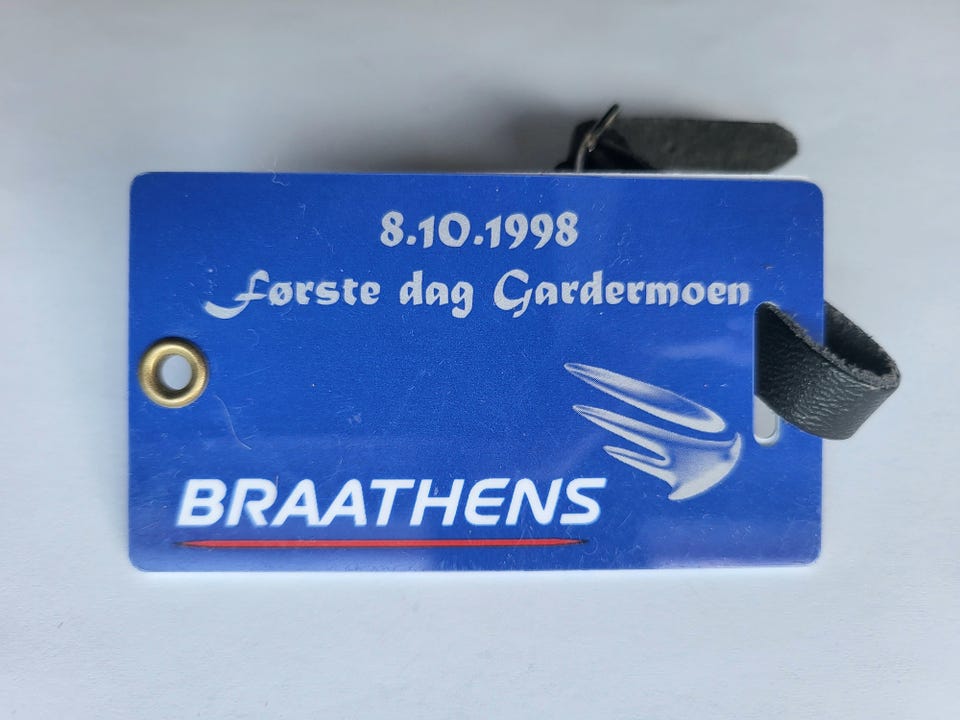 8.10.1998
Første dag Gardermoen
BRAATHENS